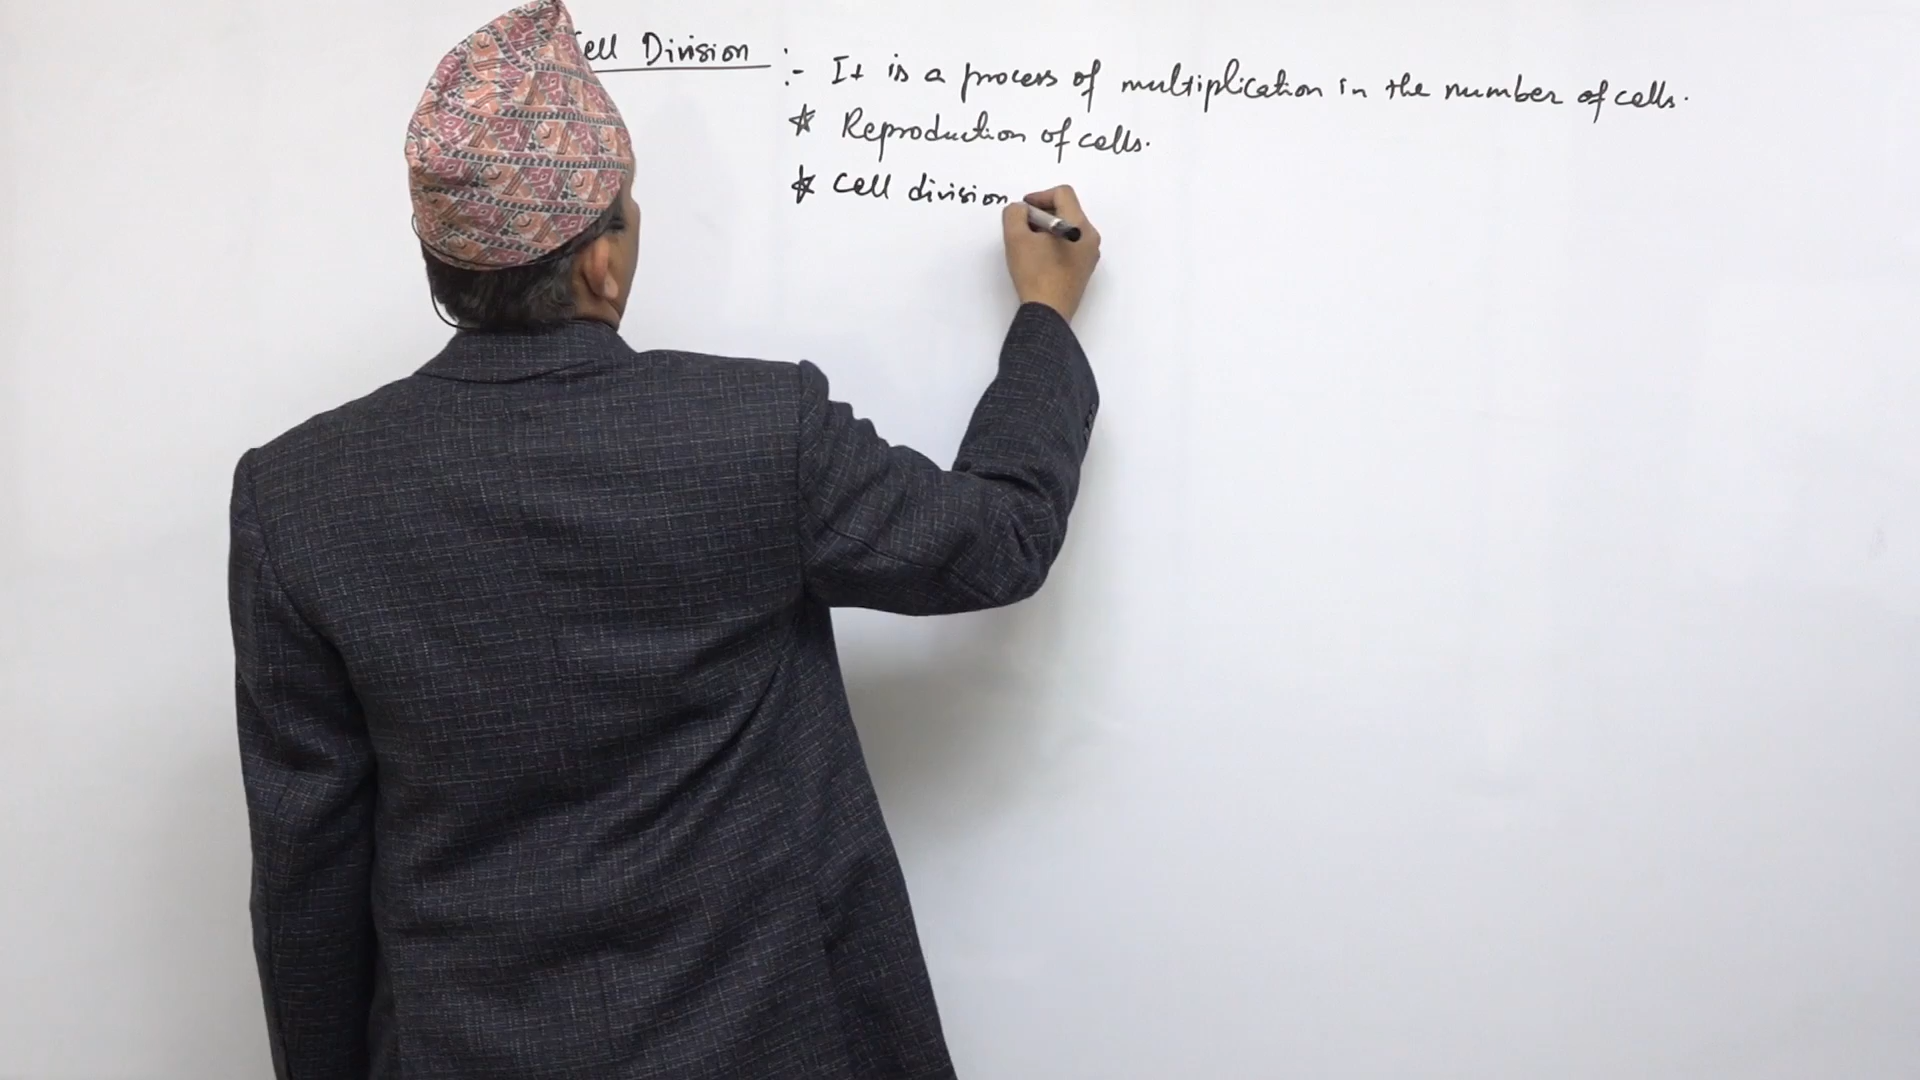 Cell Division :- It is a process of multiplication in the number of cells.
* Reproduction of cells.
* Cell division